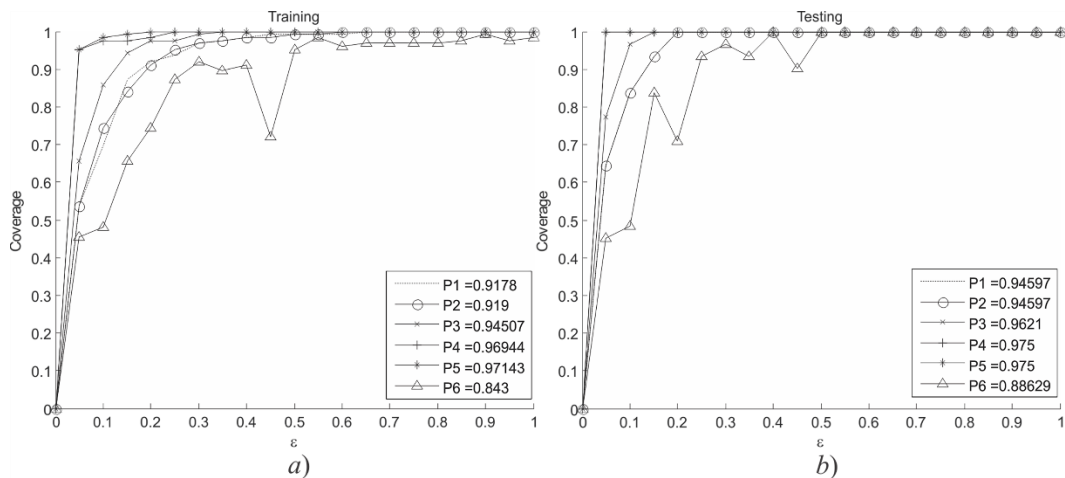 Training
Coverage
1
0.9
0.8
0.7
0.6
0.5
0.4
0.3
0.2
0.1
0
0
0.1
0.2
0.3
0.4
0.5
0.6
0.7
0.8
0.9
1
ε
P1 =0.9178
P2 =0.919
P3 =0.94507
P4 =0.96944
P5 =0.97143
P6 =0.843
a)
Testing
Coverage
1
0.9
0.8
0.7
0.6
0.5
0.4
0.3
0.2
0.1
0
0
0.1
0.2
0.3
0.4
0.5
0.6
0.7
0.8
0.9
1
ε
P1 =0.94597
P2 =0.94597
P3 =0.9621
P4 =0.975
P5 =0.975
P6 =0.88629
b)